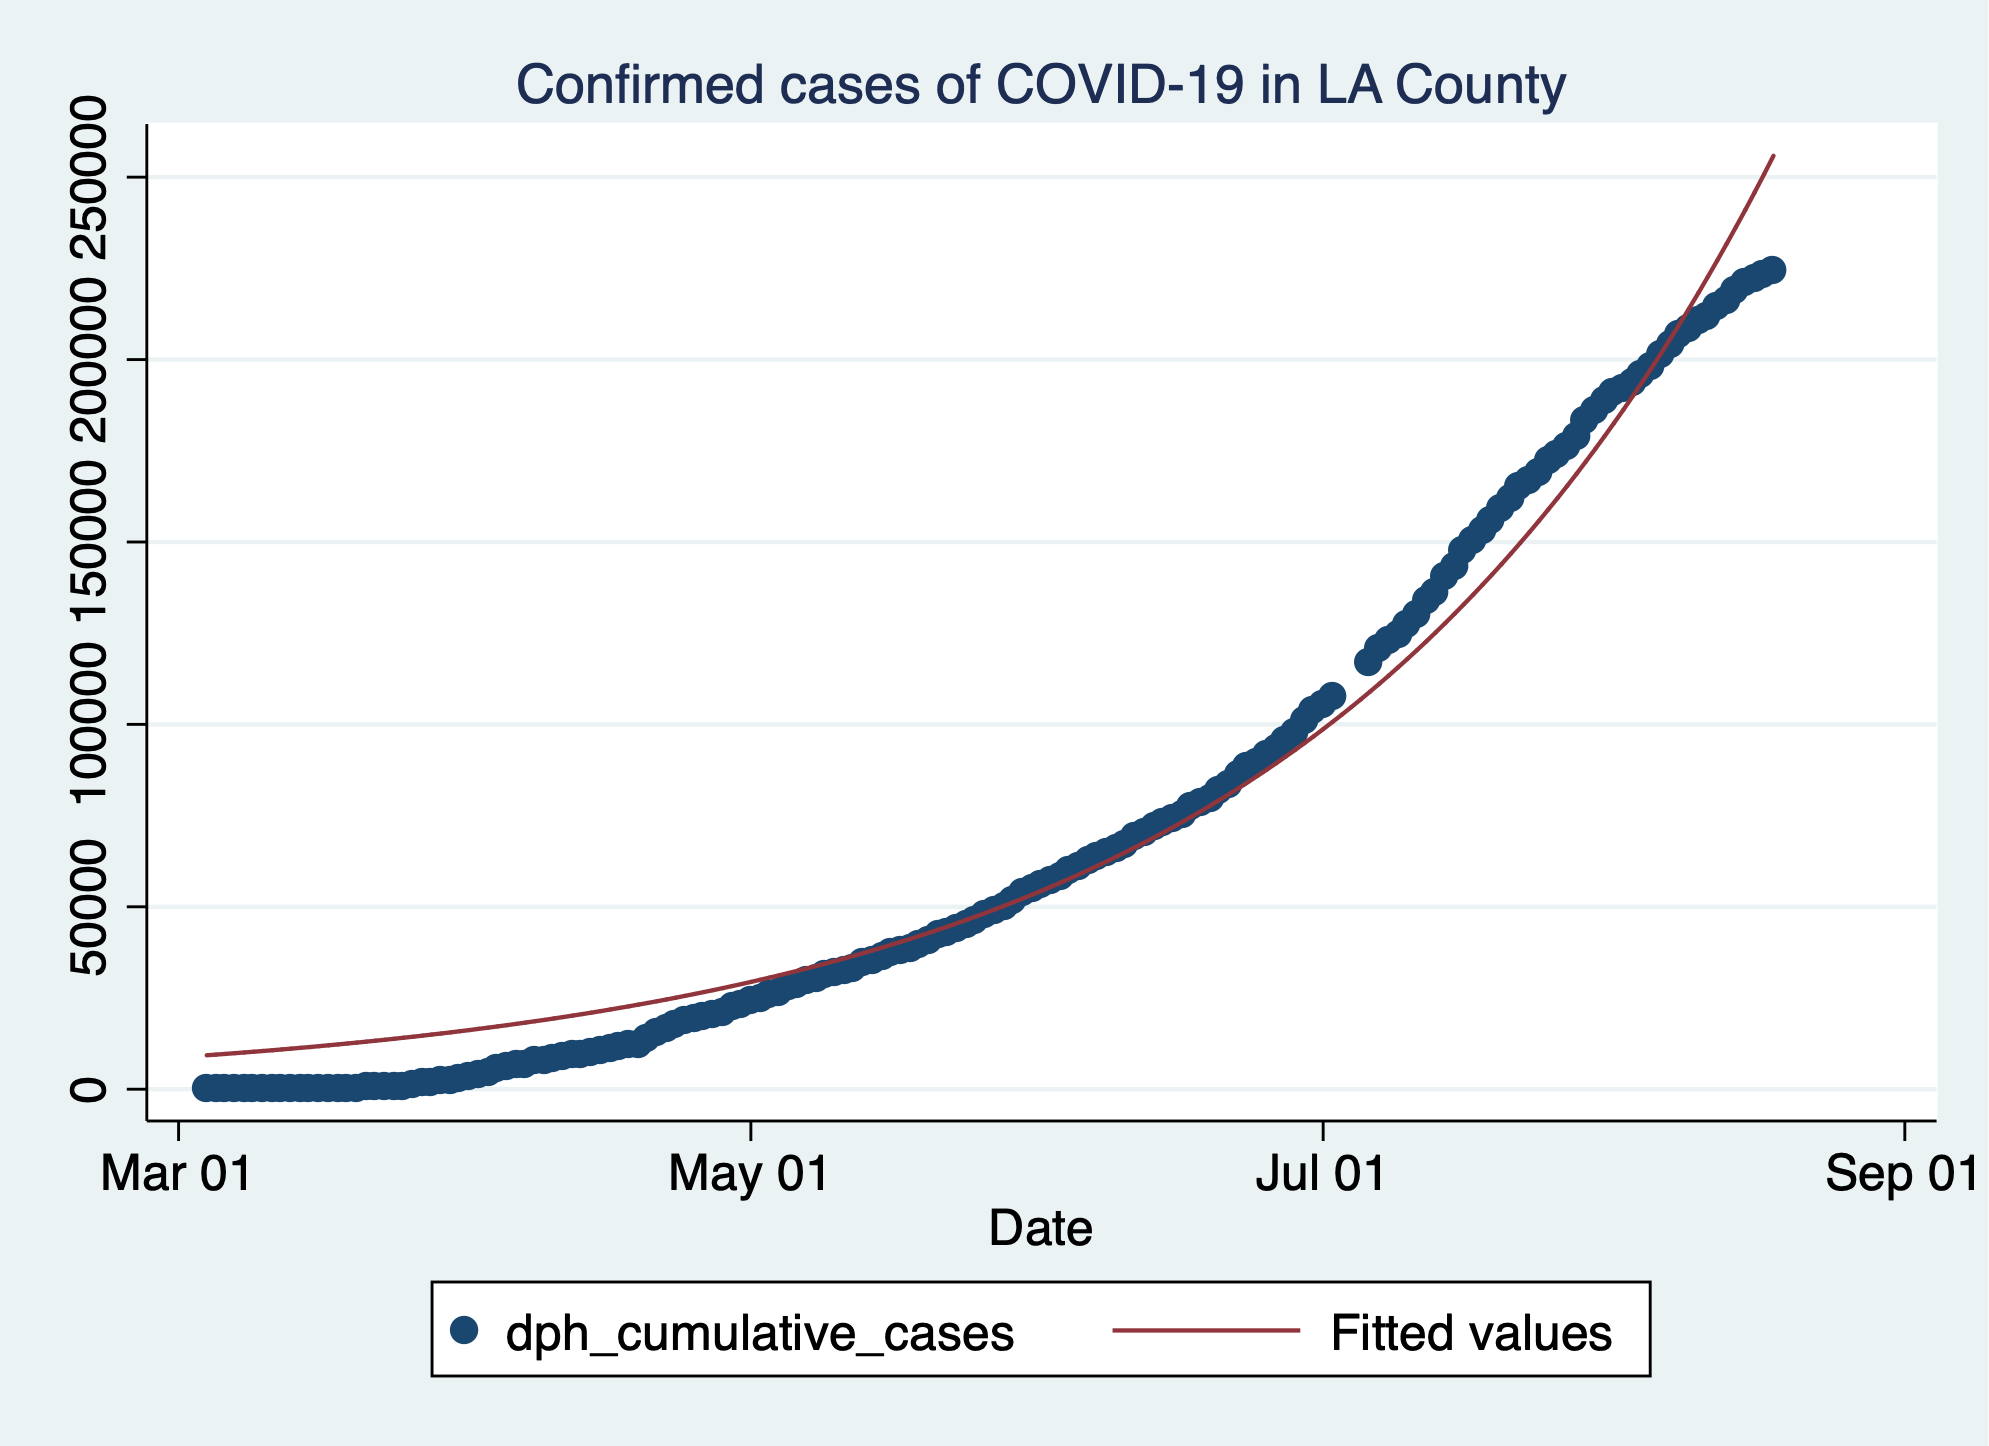 Confirmed cases of COVID-19 in LA County
250000
200000
150000
100000
50000
0
Mar 01
May 01
Jul 01
Sep 01
Date
dph_cumulative_cases
Fitted values